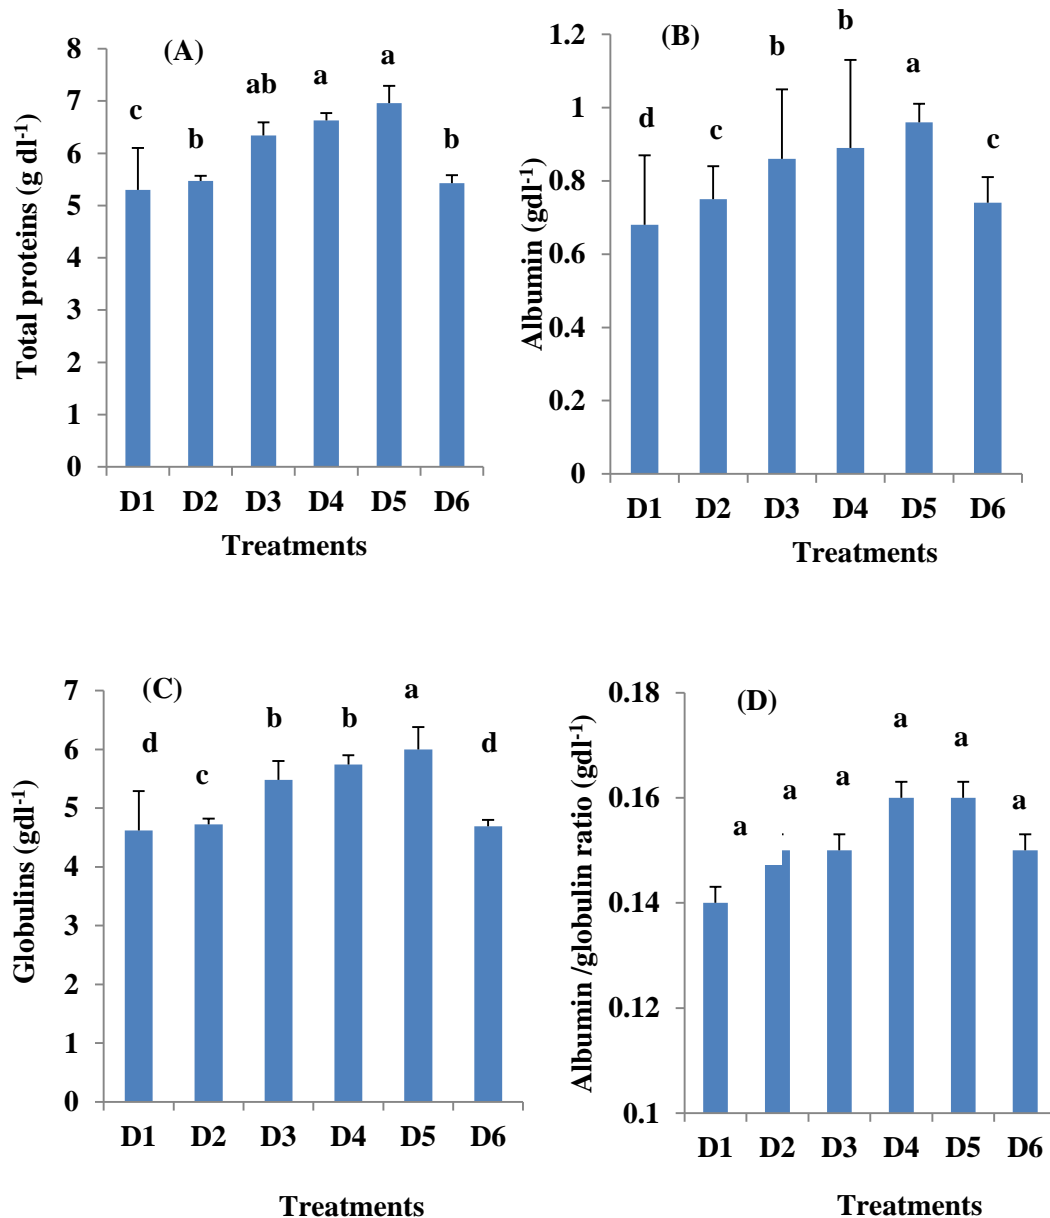 (A)
Total proteins (g dl⁻¹)
8
7
6
5
4
3
2
1
0
c
b
ab
a
a
b
D1 D2 D3 D4 D5 D6
Treatments
(B)
Albumin (gdl⁻¹)
1.2
1
0.8
0.6
0.4
0.2
0
d
c
b
b
a
c
D1 D2 D3 D4 D5 D6
Treatments
(C)
Globulins (gdl⁻¹)
7
6
5
4
3
2
1
0
d
c
b
b
a
d
D1 D2 D3 D4 D5 D6
Treatments
(D)
Albumin /globulin ratio (gdl⁻¹)
0.18
0.16
0.14
0.12
0.1
a
a
a
a
a
a
D1 D2 D3 D4 D5 D6
Treatments